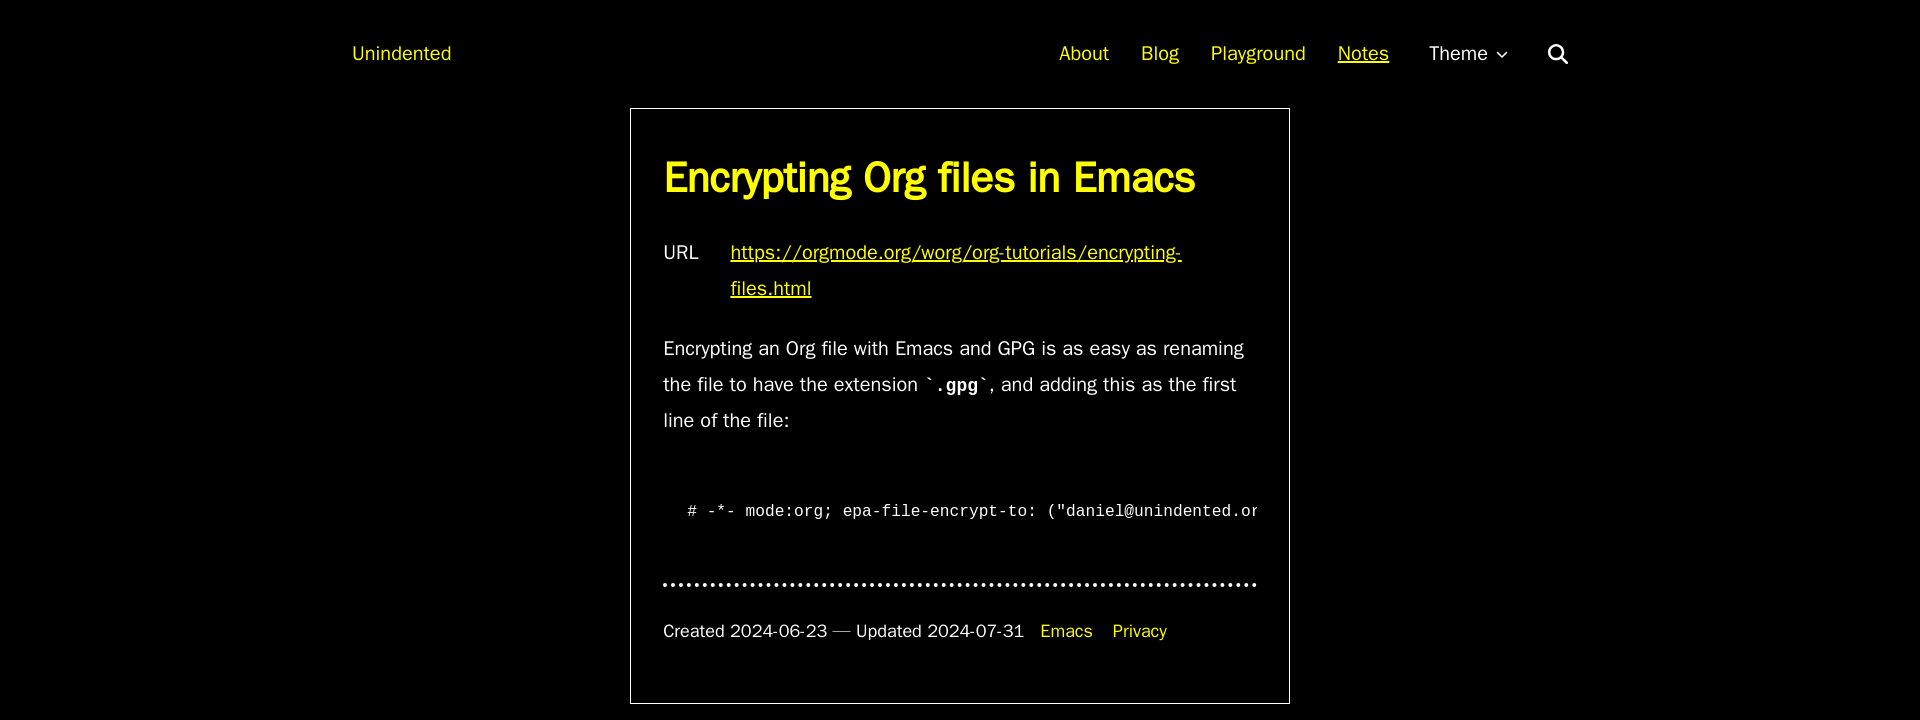 Unindented
About Blog Playground Notes Theme
Encrypting Org files in Emacs
URL https://orgmode.org/worg/org-tutorials/encrypting-
files.html
Encrypting an Org file with Emacs and GPG is as easy as renaming
the file to have the extension `.gpg`, and adding this as the first
line of the file:
# -*- mode:org; epa-file-encrypt-to: ("daniel@unindented.or
Created 2024-06-23 — Updated 2024-07-31 Emacs Privacy